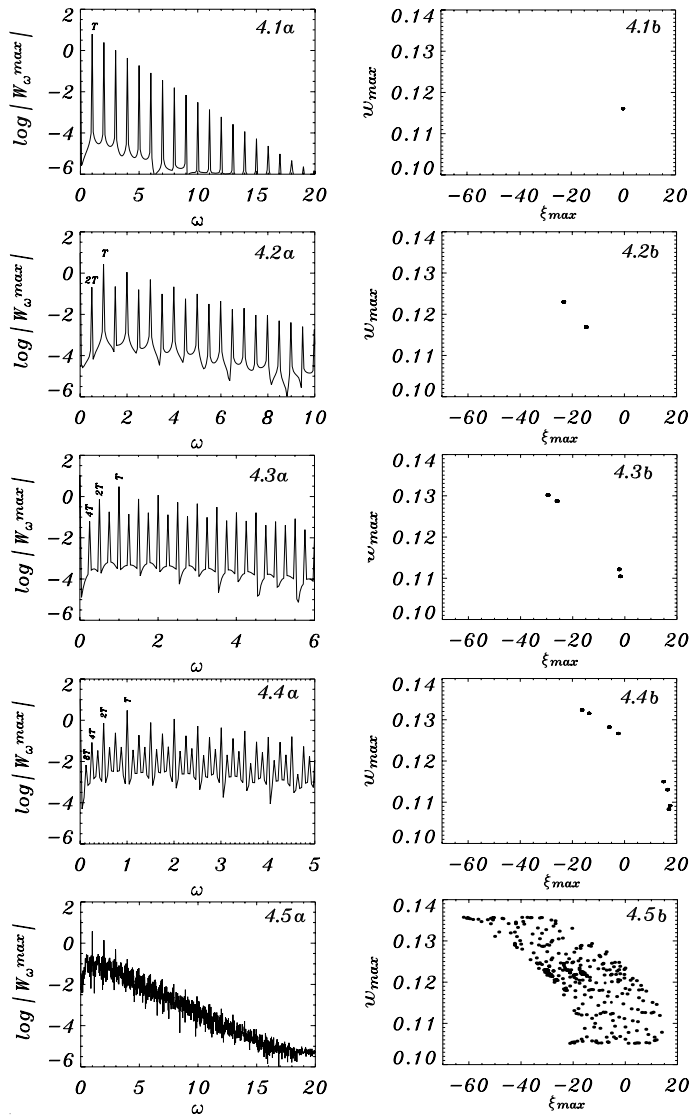 4.1a
T
log | W_ω^max |
2
0
−2
−4
−6
0 5 10 15 20
ω
4.1b
w_max
0.14
0.13
0.12
0.11
0.10
−60 −40 −20 0 20
ξ_max
4.2a
T
2T
log | W_ω^max |
2
0
−2
−4
−6
0 2 4 6 8 10
ω
4.2b
w_max
0.14
0.13
0.12
0.11
0.10
−60 −40 −20 0 20
ξ_max
4.3a
4T 2T T
log | W_ω^max |
2
0
−2
−4
−6
0 2 4 6
ω
4.3b
w_max
0.14
0.13
0.12
0.11
0.10
−60 −40 −20 0 20
ξ_max
4.4a
8T 4T 2T T
log | W_ω^max |
2
0
−2
−4
−6
0 1 2 3 4 5
ω
4.4b
w_max
0.14
0.13
0.12
0.11
0.10
−60 −40 −20 0 20
ξ_max
4.5a
log | W_ω^max |
2
0
−2
−4
−6
0 5 10 15 20
ω
4.5b
w_max
0.14
0.13
0.12
0.11
0.10
−60 −40 −20 0 20
ξ_max